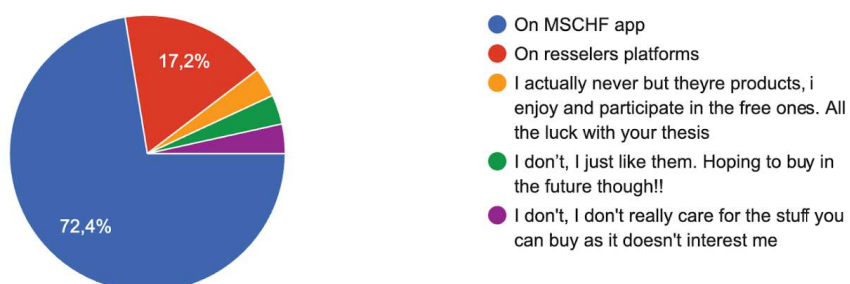 17,2%
72,4%
On MSCHF app
On resselers platforms
I actually never but theyre products, i
enjoy and participate in the free ones. All
the luck with your thesis
I don’t, I just like them. Hoping to buy in
the future though!!
I don't, I don't really care for the stuff you
can buy as it doesn't interest me